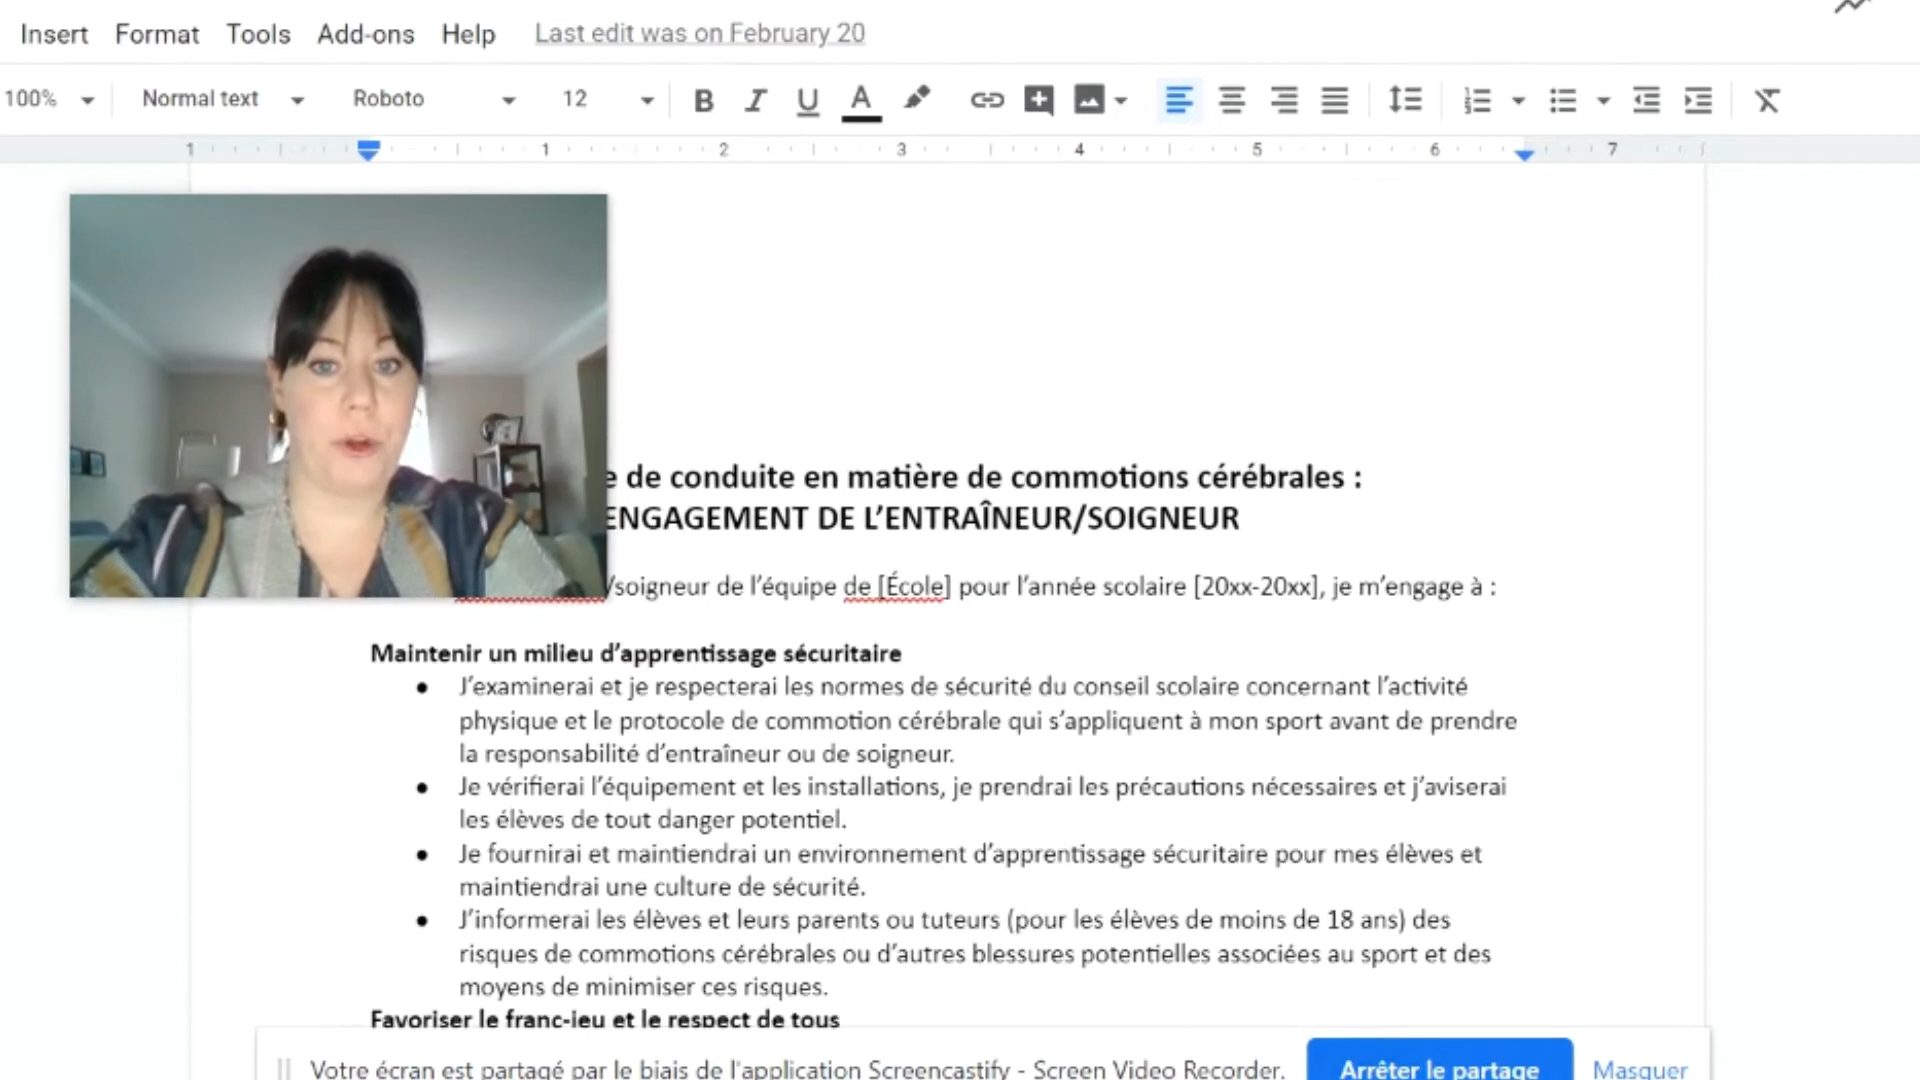 Insert Format Tools Add-ons Help Last edit was on February 20
100% Normal text Roboto 12 B I U A
1 1 2 3 4 5 6 7
e de conduite en matière de commotions cérébrales :
ENGAGEMENT DE L’ENTRAÎNEUR/SOIGNEUR
/soigneur de l’équipe de [École] pour l’année scolaire [20xx-20xx], je m’engage à :
Maintenir un milieu d’apprentissage sécuritaire
● J’examinerai et je respecterai les normes de sécurité du conseil scolaire concernant l’activité
physique et le protocole de commotion cérébrale qui s’appliquent à mon sport avant de prendre
la responsabilité d’entraîneur ou de soigneur.
● Je vérifierai l’équipement et les installations, je prendrai les précautions nécessaires et j’aviserai
les élèves de tout danger potentiel.
● Je fournirai et maintiendrai un environnement d’apprentissage sécuritaire pour mes élèves et
maintiendrai une culture de sécurité.
● J’informerai les élèves et leurs parents ou tuteurs (pour les élèves de moins de 18 ans) des
risques de commotions cérébrales ou d’autres blessures potentielles associées au sport et des
moyens de minimiser ces risques.
Favoriser le franc-jeu et le respect de tous
Votre écran est partagé par le biais de l'application Screencastify - Screen Video Recorder. Arrêter le partage Masquer